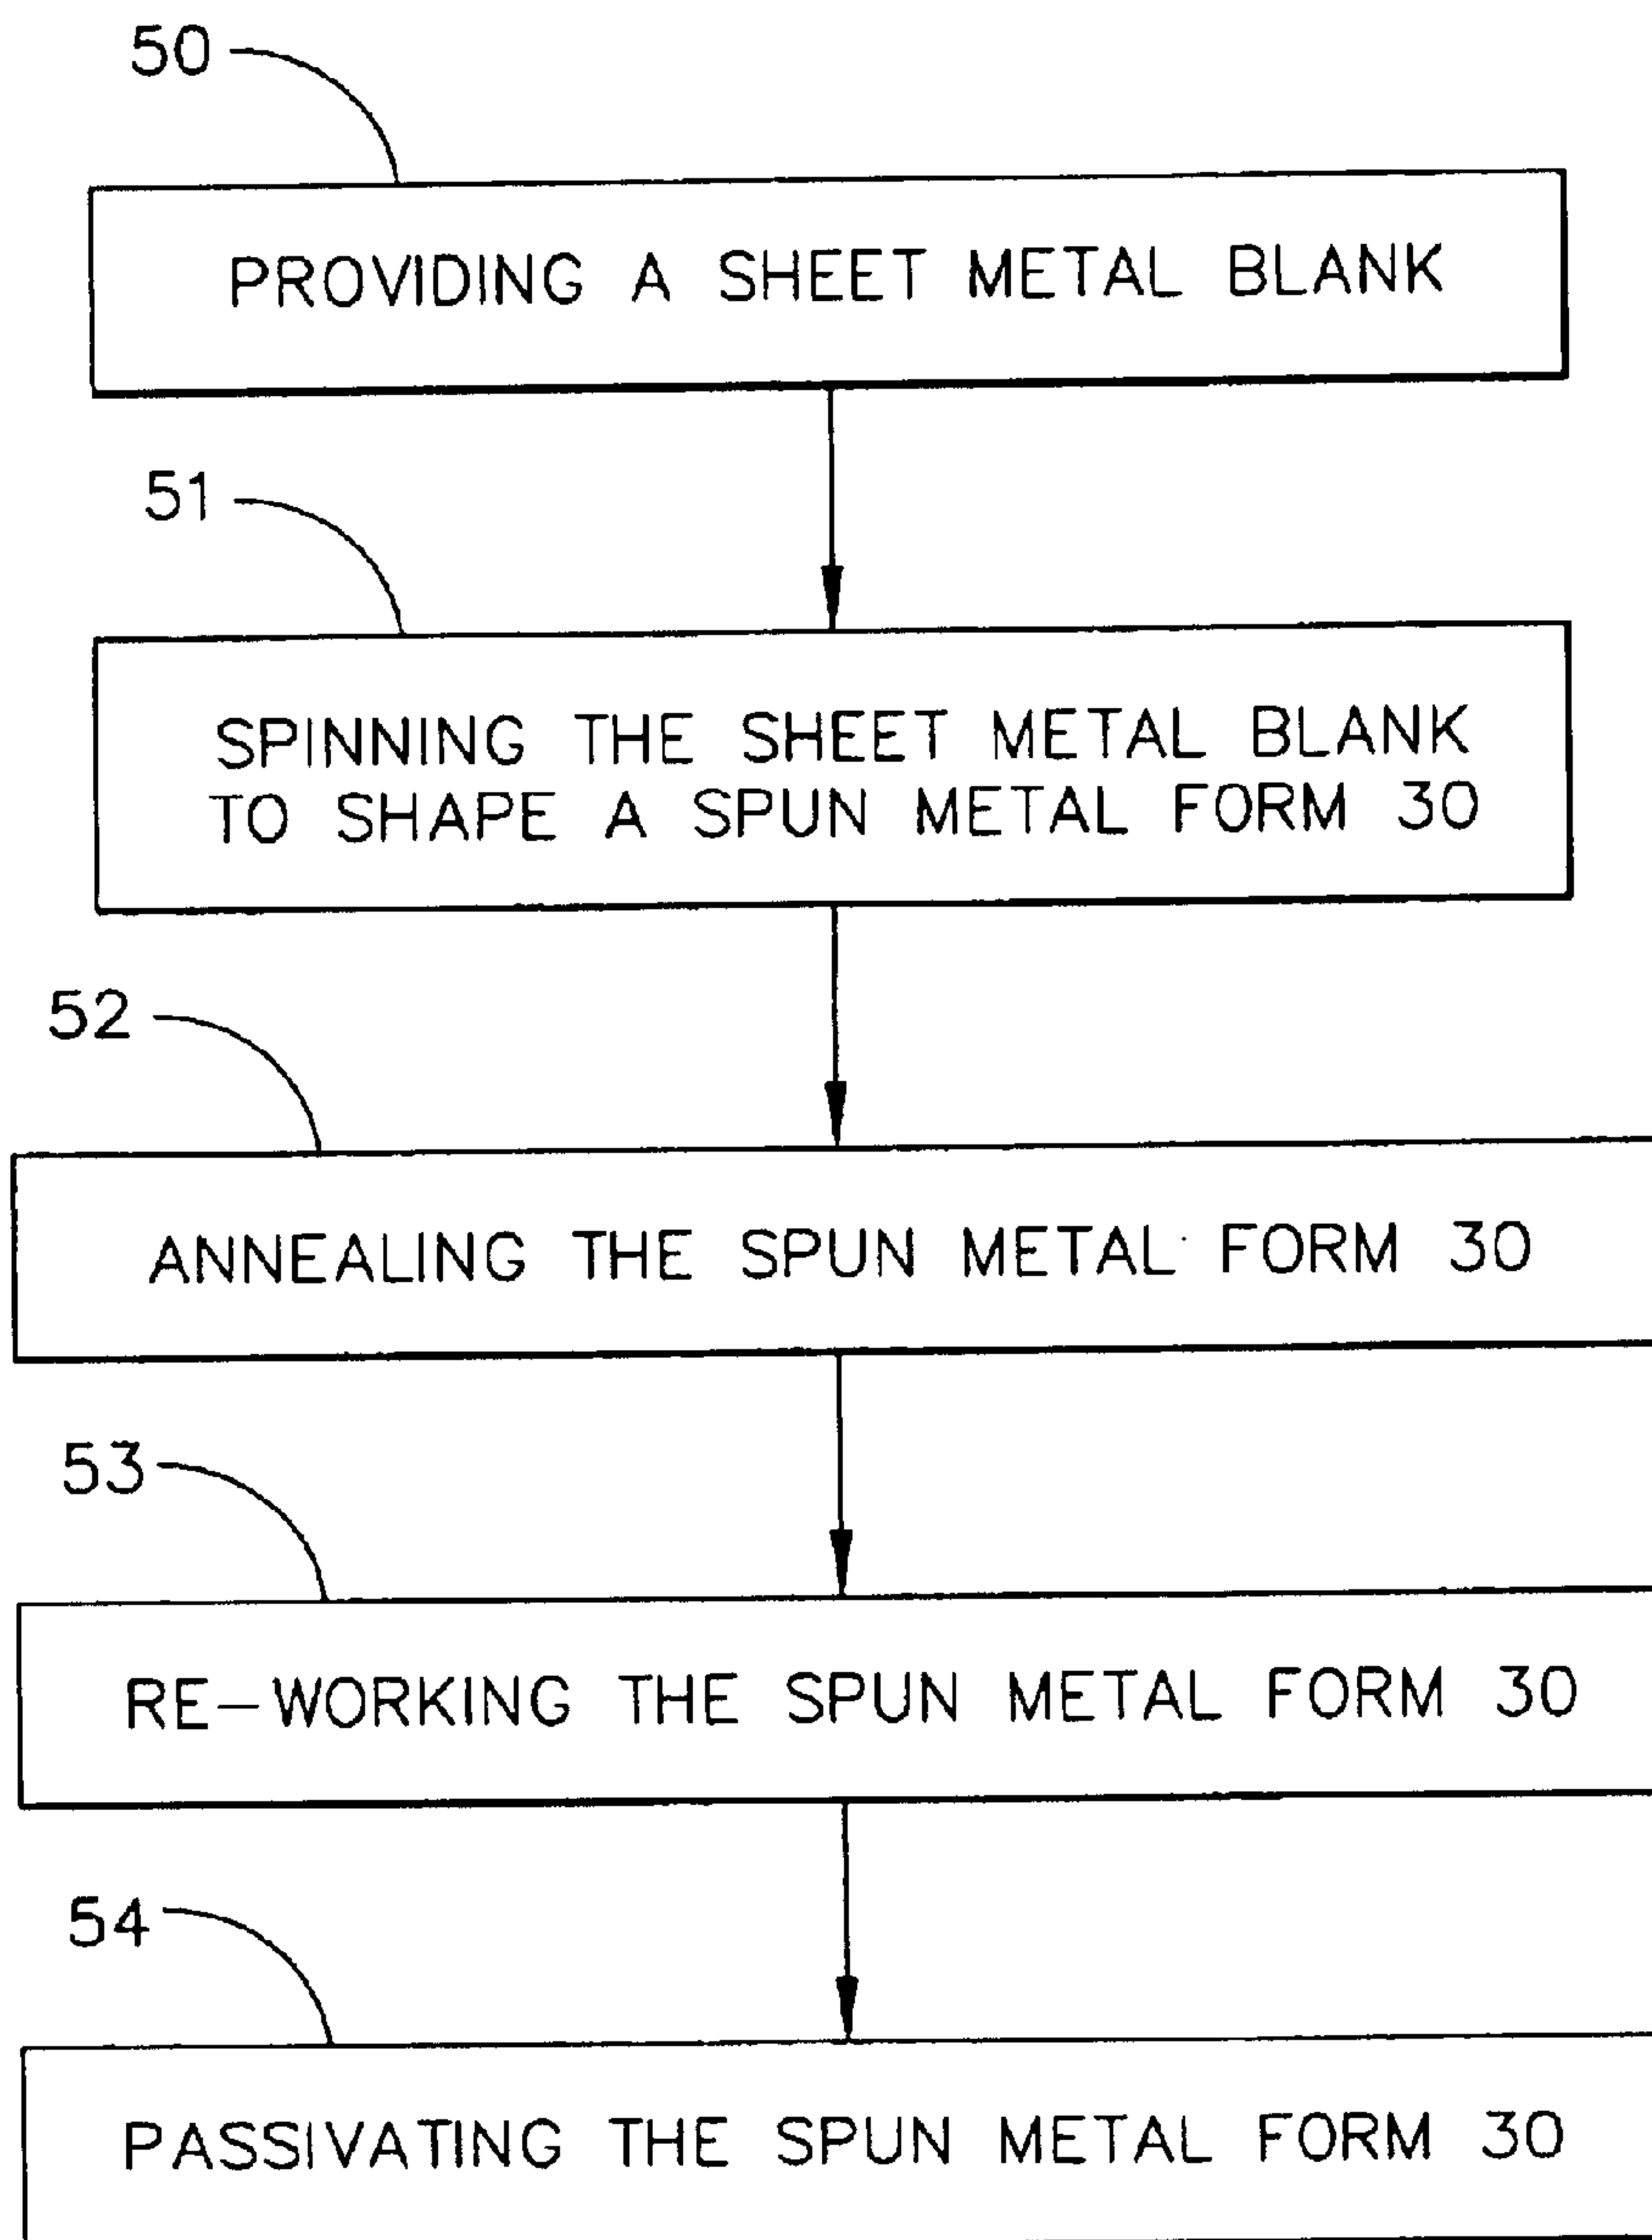 50
PROVIDING A SHEET METAL BLANK
51
SPINNING THE SHEET METAL BLANK
TO SHAPE A SPUN METAL FORM 30
52
ANNEALING THE SPUN METAL FORM 30
53
RE-WORKING THE SPUN METAL FORM 30
54
PASSIVATING THE SPUN METAL FORM 30